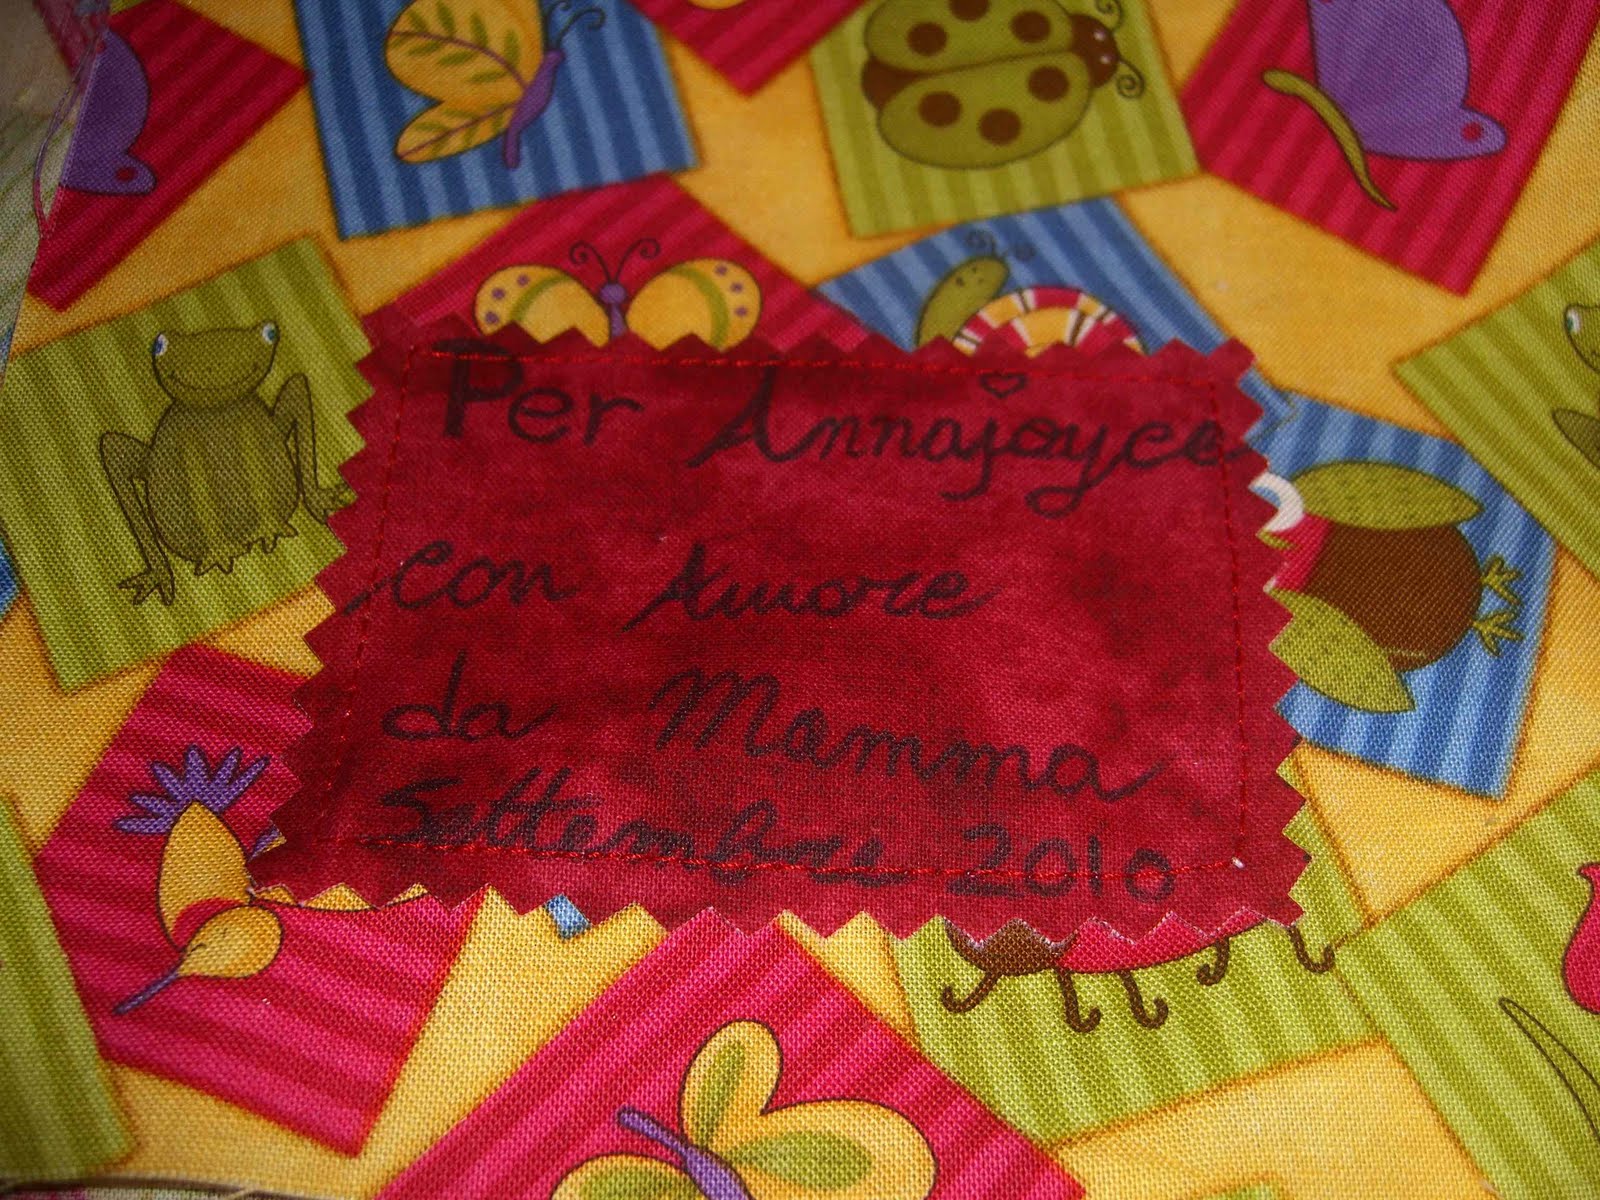 Per Annajoyce
con Amore
da Mamma
Settembre 2010